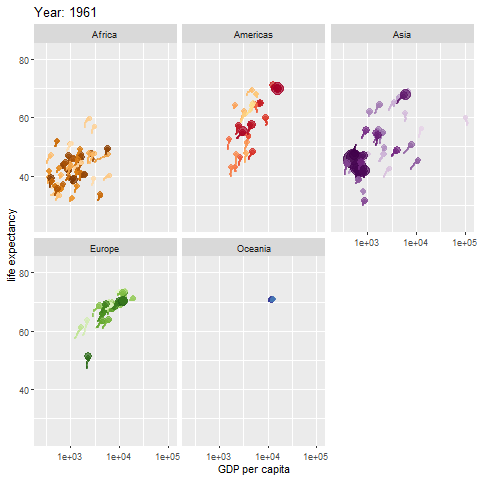 Year: 1961
Africa Americas Asia
80
60
40
life expectancy
1e+03 1e+04 1e+05
Europe Oceania
80
60
40
1e+03 1e+04 1e+05 1e+03 1e+04 1e+05
GDP per capita